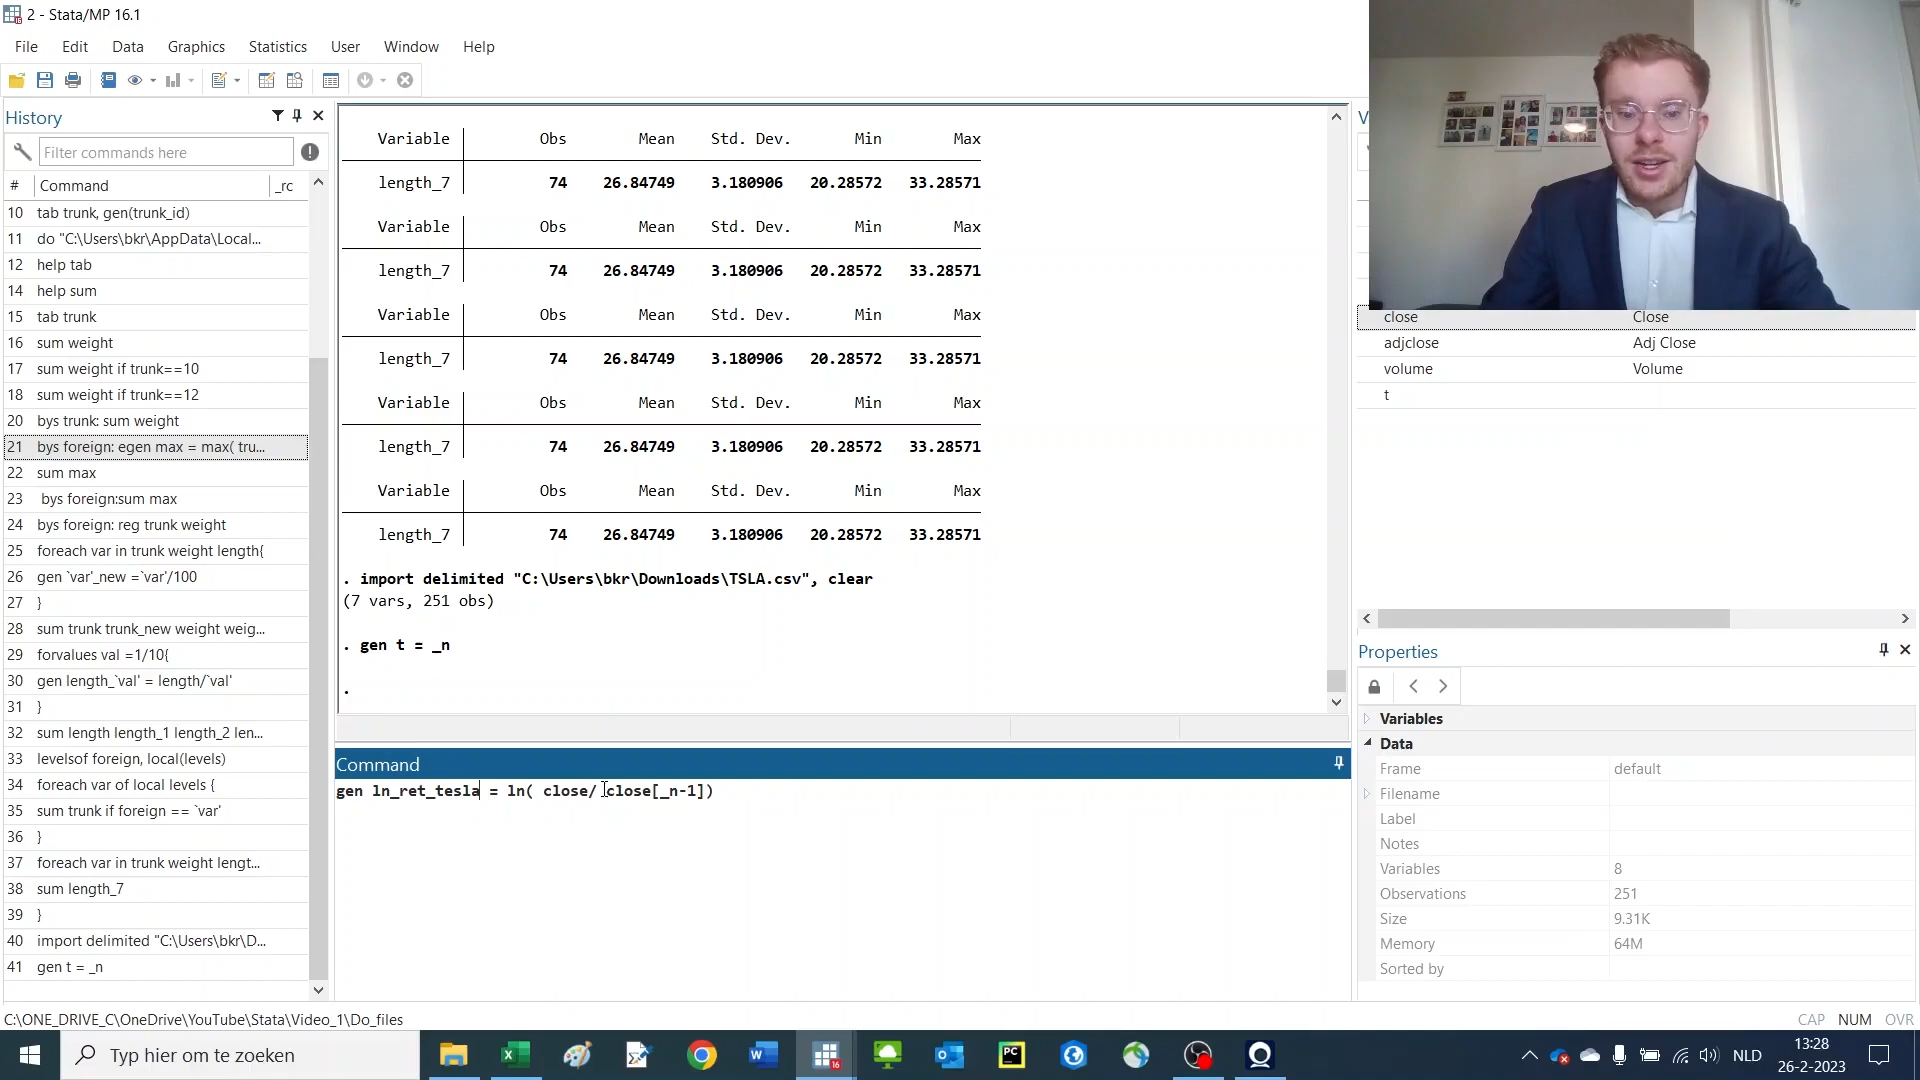 2 - Stata/MP 16.1
File Edit Data Graphics Statistics User Window Help
History
Filter commands here
# Command _rc
10 tab trunk, gen(trunk_id)
11 do "C:\Users\bkr\AppData\Local...
12 help tab
14 help sum
15 tab trunk
16 sum weight
17 sum weight if trunk==10
18 sum weight if trunk==12
20 bys trunk: sum weight
21 bys foreign: egen max = max( tru...
22 sum max
23 bys foreign:sum max
24 bys foreign: reg trunk weight
25 foreach var in trunk weight length{
26 gen `var'_new =`var'/100
27 }
28 sum trunk trunk_new weight weig...
29 forvalues val =1/10{
30 gen length_`val' = length/`val'
31 }
32 sum length length_1 length_2 len...
33 levelsof foreign, local(levels)
34 foreach var of local levels {
35 sum trunk if foreign == `var'
36 }
37 foreach var in trunk weight lengt...
38 sum length_7
39 }
40 import delimited "C:\Users\bkr\D...
41 gen t = _n
Variable Obs Mean Std. Dev. Min Max
length_7 74 26.84749 3.180906 20.28572 33.28571
Variable Obs Mean Std. Dev. Min Max
length_7 74 26.84749 3.180906 20.28572 33.28571
Variable Obs Mean Std. Dev. Min Max
length_7 74 26.84749 3.180906 20.28572 33.28571
Variable Obs Mean Std. Dev. Min Max
length_7 74 26.84749 3.180906 20.28572 33.28571
Variable Obs Mean Std. Dev. Min Max
length_7 74 26.84749 3.180906 20.28572 33.28571
. import delimited "C:\Users\bkr\Downloads\TSLA.csv", clear
(7 vars, 251 obs)
. gen t = _n
.
Command
gen ln_ret_tesla = ln( close/ close[_n-1])
V
close Close
adjclose Adj Close
volume Volume
t
Properties
Variables
Data
Frame default
Filename
Label
Notes
Variables 8
Observations 251
Size 9.31K
Memory 64M
Sorted by
C:\ONE_DRIVE_C\OneDrive\YouTube\Stata\Video_1\Do_files
CAP NUM OVR
Typ hier om te zoeken
16
PC
NLD
13:28
26-2-2023